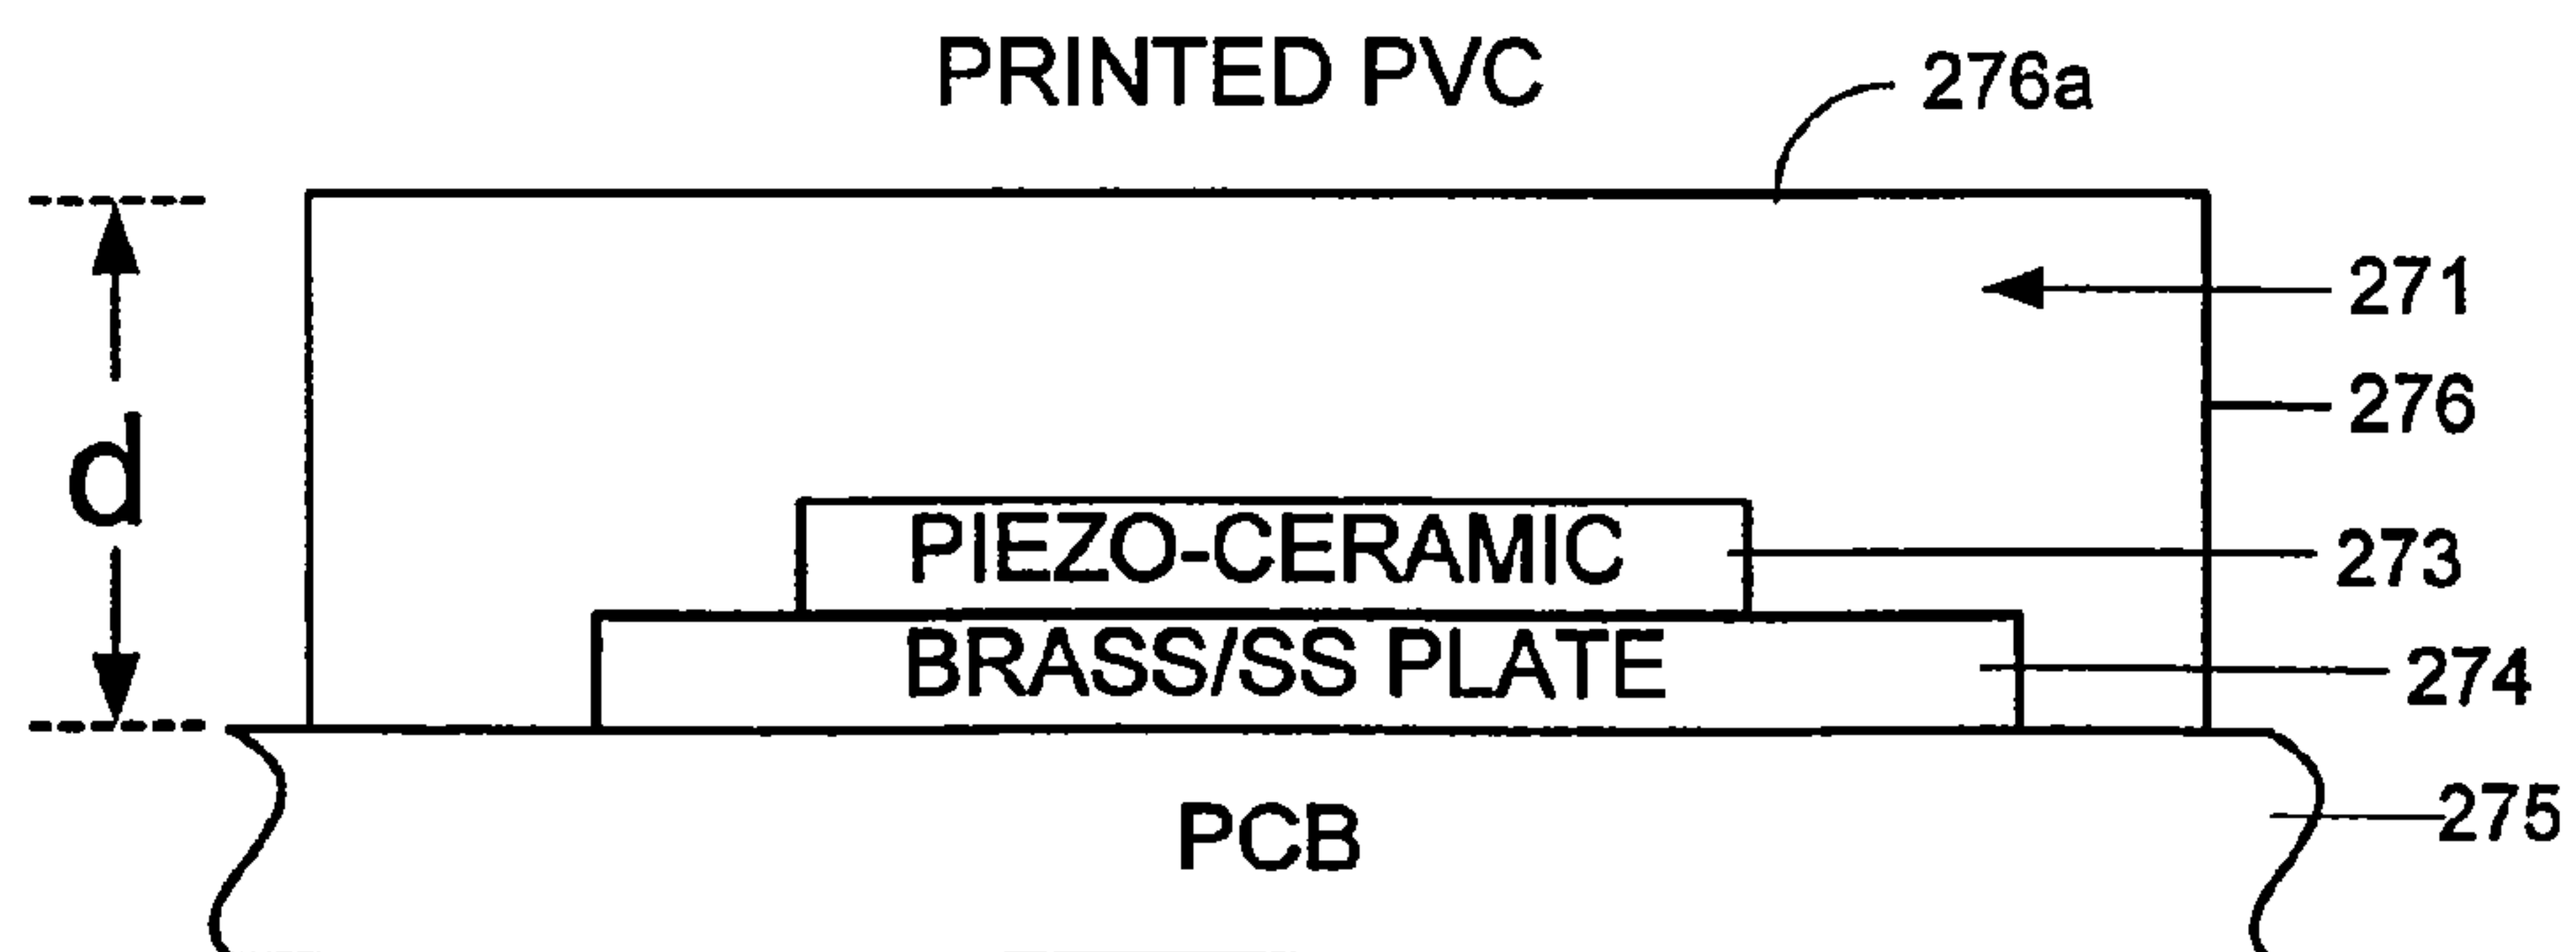 PRINTED PVC
276a
271
276
d
PIEZO-CERAMIC
273
BRASS/SS PLATE
274
PCB
275